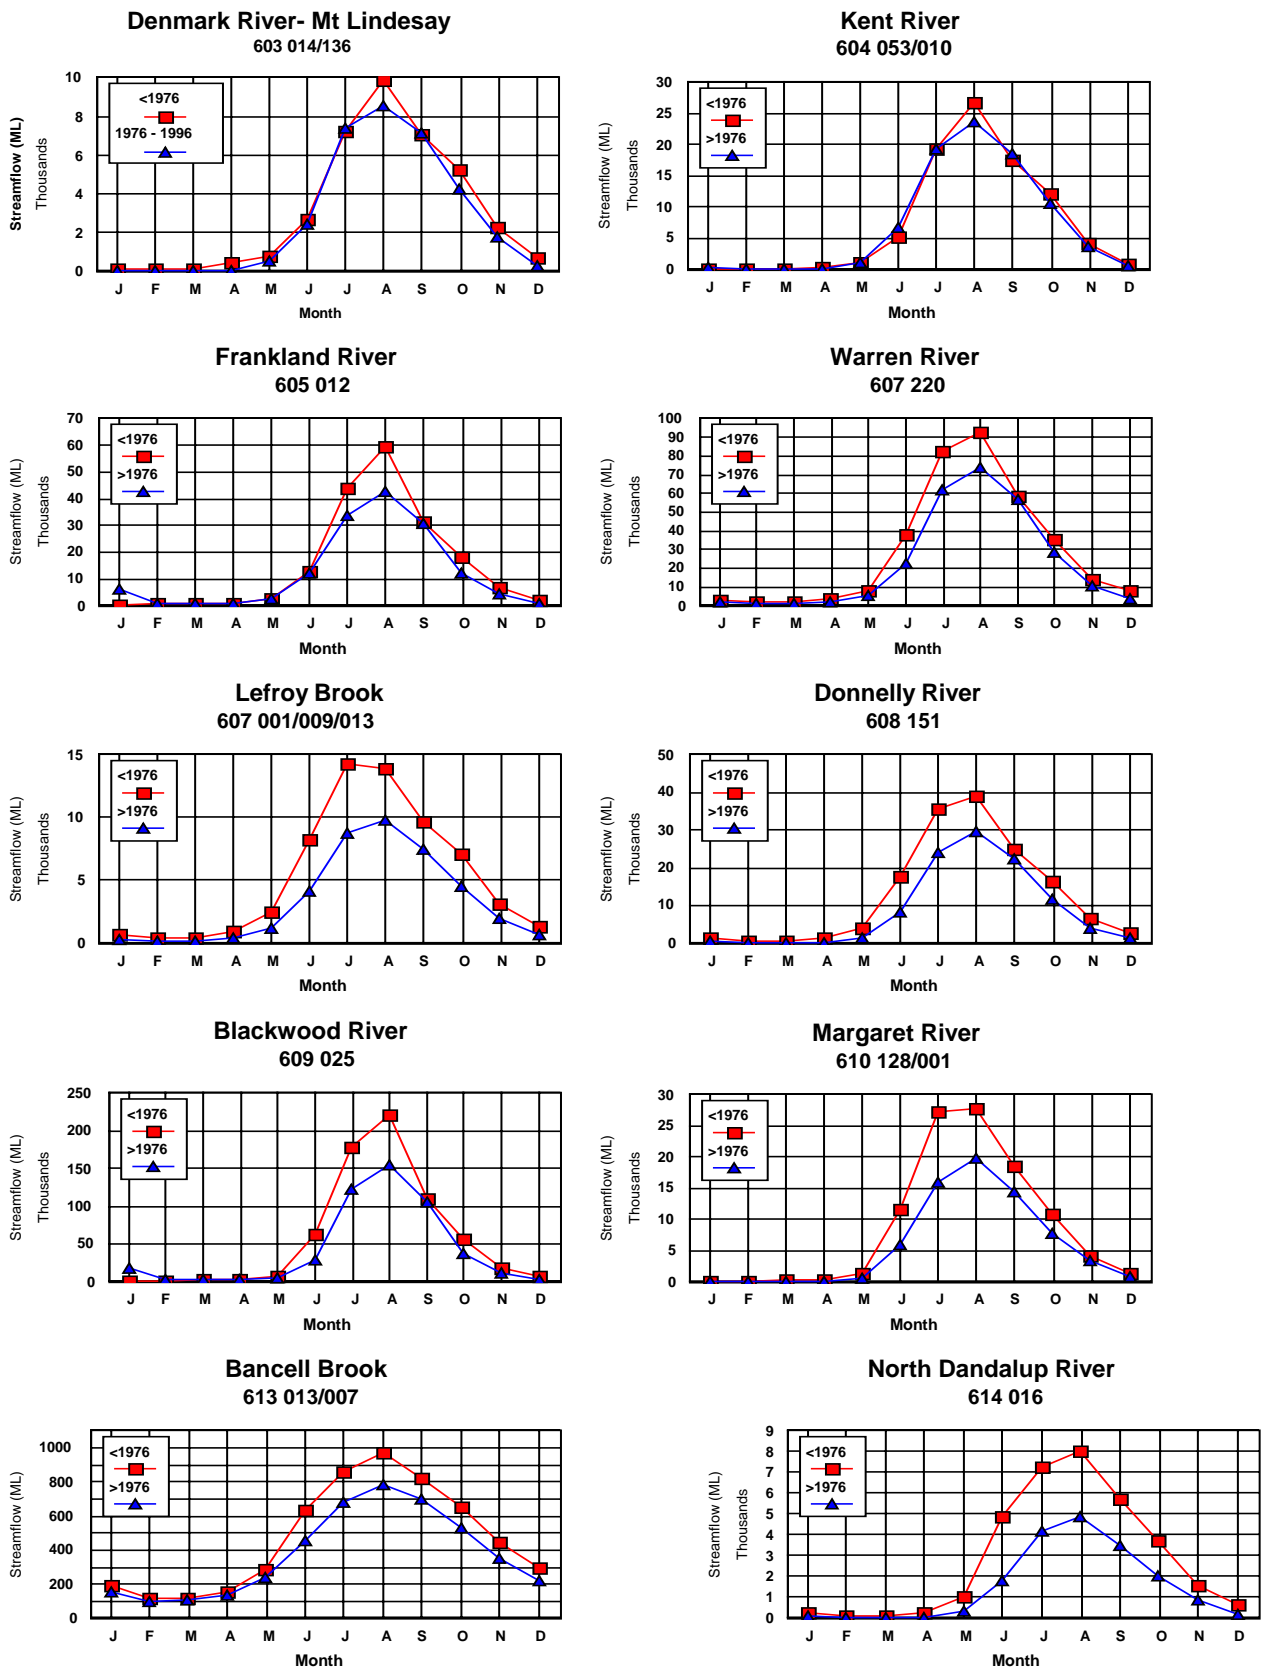 Denmark River- Mt Lindesay
603 014/136
Streamflow (ML)
Thousands
10
8
6
4
2
0
<1976
1976 - 1996
J F M A M J J A S O N D
Month
Kent River
604 053/010
Streamflow (ML)
Thousands
30
25
20
15
10
5
0
<1976
>1976
J F M A M J J A S O N D
Month
Frankland River
605 012
Streamflow (ML)
Thousands
70
60
50
40
30
20
10
0
<1976
>1976
J F M A M J J A S O N D
Month
Warren River
607 220
Streamflow (ML)
Thousands
100
90
80
70
60
50
40
30
20
10
0
<1976
>1976
J F M A M J J A S O N D
Month
Lefroy Brook
607 001/009/013
Streamflow (ML)
Thousands
15
10
5
0
<1976
>1976
J F M A M J J A S O N D
Month
Donnelly River
608 151
Streamflow (ML)
Thousands
50
40
30
20
10
0
<1976
>1976
J F M A M J J A S O N D
Month
Blackwood River
609 025
Streamflow (ML)
Thousands
250
200
150
100
50
0
<1976
>1976
J F M A M J J A S O N D
Month
Margaret River
610 128/001
Streamflow (ML)
Thousands
30
25
20
15
10
5
0
<1976
>1976
J F M A M J J A S O N D
Month
Bancell Brook
613 013/007
Streamflow (ML)
1000
800
600
400
200
0
<1976
>1976
J F M A M J J A S O N D
Month
North Dandalup River
614 016
Streamflow (ML)
Thousands
9
8
7
6
5
4
3
2
1
0
<1976
>1976
J F M A M J J A S O N D
Month